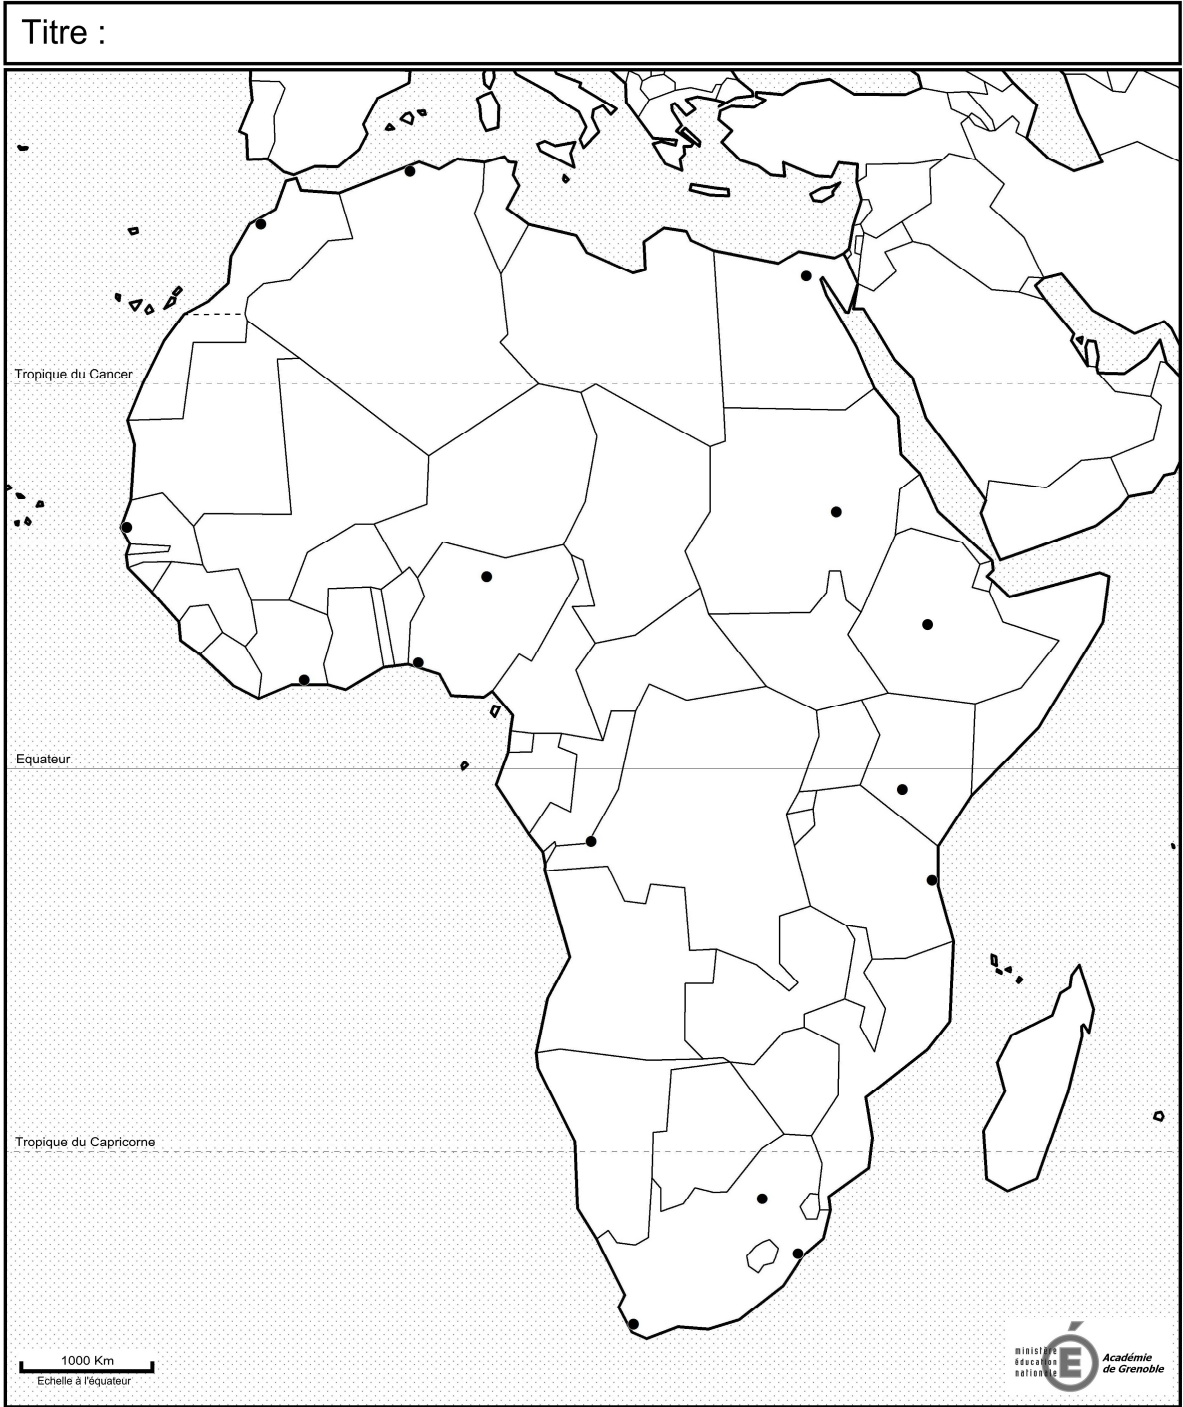 Titre :
Tropique du Cancer
Equateur
Tropique du Capricorne
1000 Km
Echelle à l'équateur
ministère
éducation
nationale
É
Académie
de Grenoble